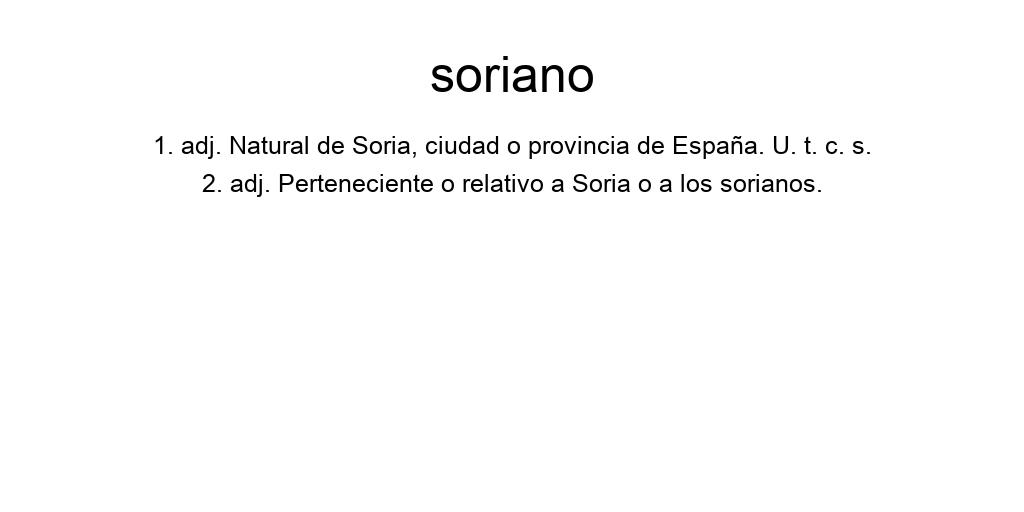 soriano
1. adj. Natural de Soria, ciudad o provincia de España. U. t. c. s.
2. adj. Perteneciente o relativo a Soria o a los sorianos.